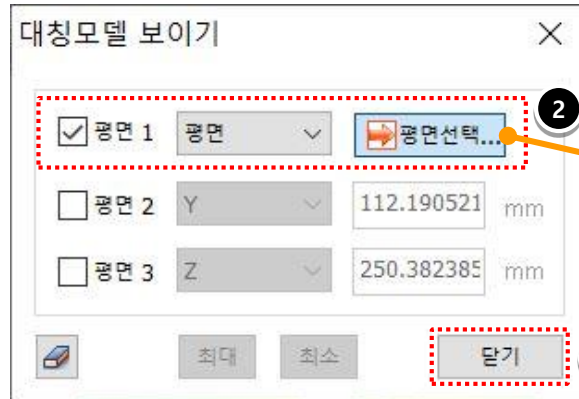 대칭모델 보이기
2
평면 1 평면 평면선택...
평면 2 Y 112.190521 mm
평면 3 Z 250.382385 mm
최대 최소 닫기